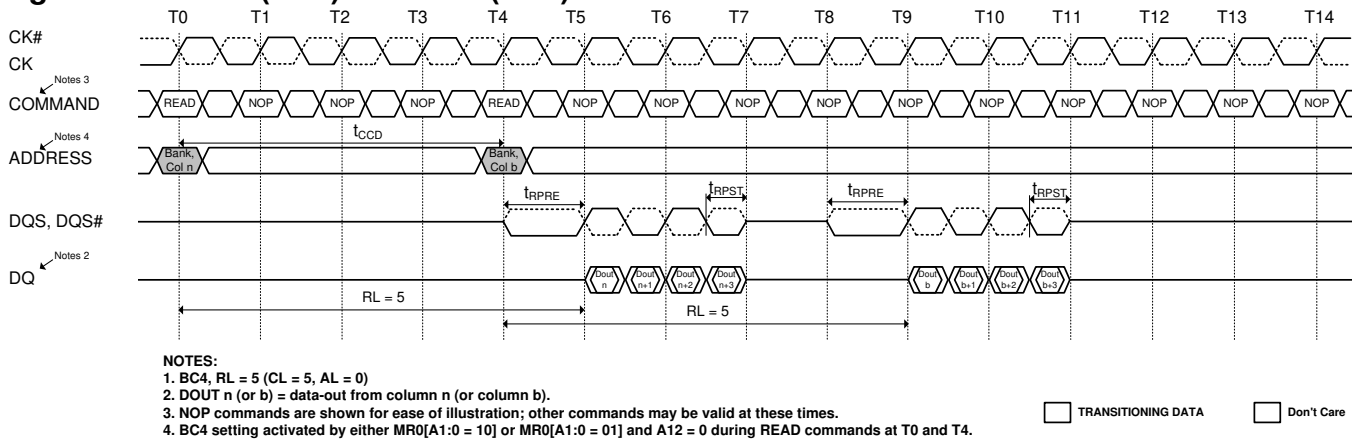 T0 T1 T2 T3 T4 T5 T6 T7 T8 T9 T10 T11 T12 T13 T14
CK#
CK
Notes 3
COMMAND READ NOP NOP NOP READ NOP NOP NOP NOP NOP NOP NOP NOP NOP NOP
tCCD
Notes 4
ADDRESS Bank, Col n Bank, Col b
tRPRE tRPST tRPRE tRPST
DQS, DQS#
Notes 2
DQ Dout n Dout n+1 Dout n+2 Dout n+3 Dout b Dout b+1 Dout b+2 Dout b+3
RL = 5
RL = 5
NOTES:
1. BC4, RL = 5 (CL = 5, AL = 0)
2. DOUT n (or b) = data-out from column n (or column b).
3. NOP commands are shown for ease of illustration; other commands may be valid at these times.
4. BC4 setting activated by either MR0[A1:0 = 10] or MR0[A1:0 = 01] and A12 = 0 during READ commands at T0 and T4.
TRANSITIONING DATA Don't Care